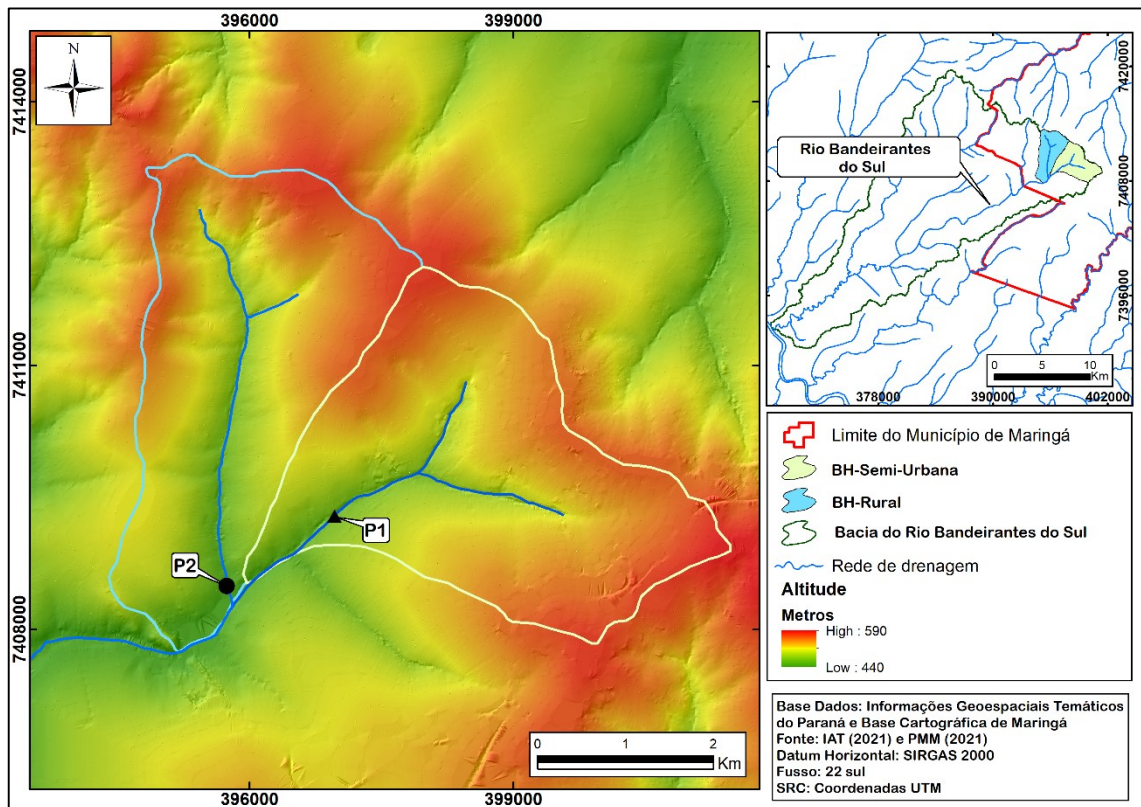 396000
399000
N
7414000
7411000
7408000
P1
P2
0
1
2
Km
396000
399000
Rio Bandeirantes
do Sul
7420000
7408000
7396000
0
5
10
Km
378000
390000
402000
Limite do Município de Maringá
BH-Semi-Urbana
BH-Rural
Bacia do Rio Bandeirantes do Sul
Rede de drenagem
Altitude
Metros
High : 590
Low : 440
Base Dados: Informações Geoespaciais Temáticos
do Paraná e Base Cartográfica de Maringá
Fonte: IAT (2021) e PMM (2021)
Datum Horizontal: SIRGAS 2000
Fusso: 22 sul
SRC: Coordenadas UTM